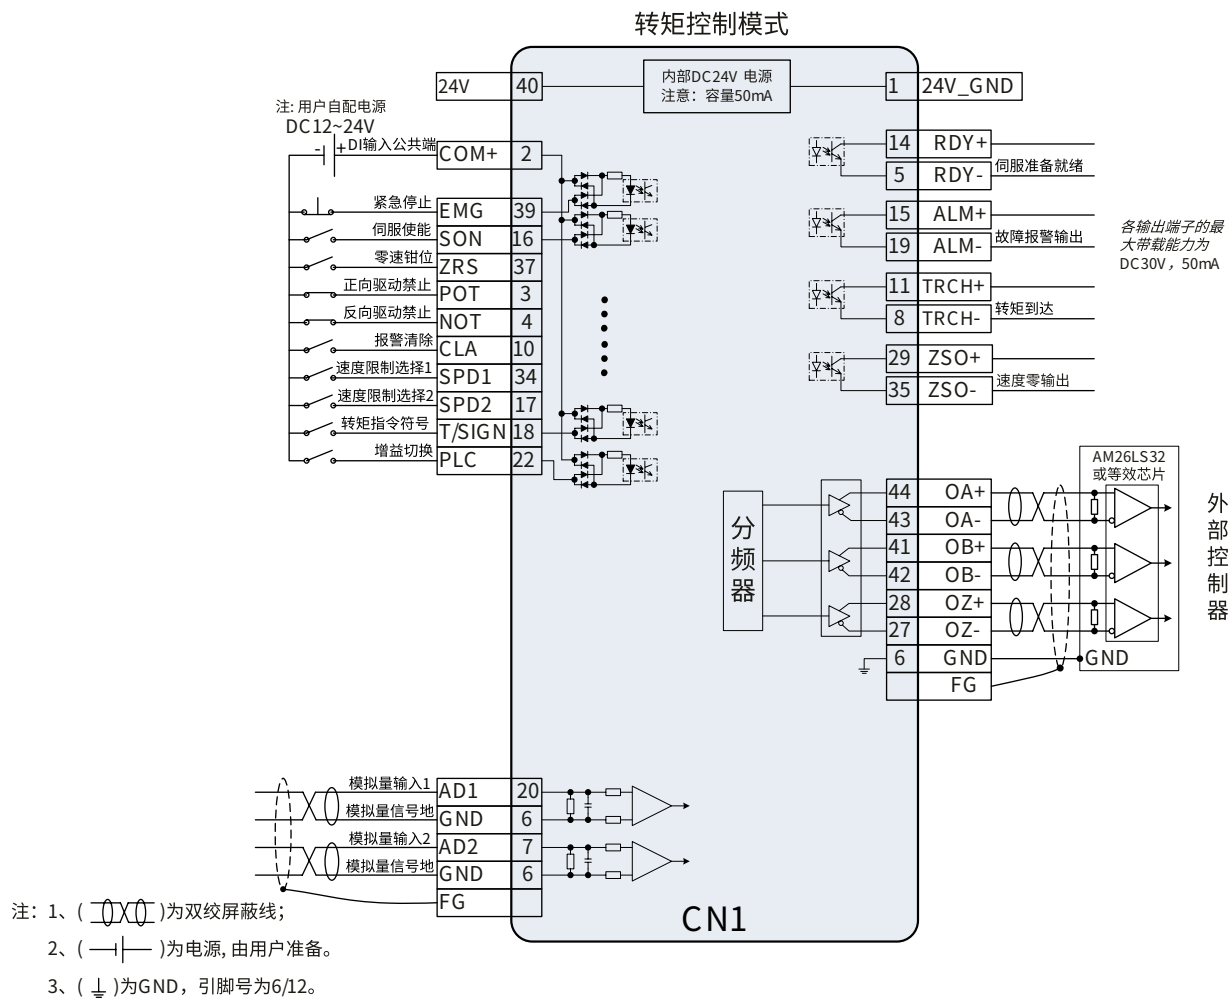 转矩控制模式
内部DC24V 电源
注意：容量50mA
24V
40
1
24V_GND
注: 用户自配电源
DC12~24V
- + DI输入公共端
COM+
2
紧急停止
EMG
39
伺服使能
SON
16
零速钳位
ZRS
37
正向驱动禁止
POT
3
反向驱动禁止
NOT
4
报警清除
CLA
10
速度限制选择1
SPD1
34
速度限制选择2
SPD2
17
转矩指令符号
T/SIGN
18
增益切换
PLC
22
14
RDY+
5
RDY-
伺服准备就绪
15
ALM+
19
ALM-
故障报警输出
11
TRCH+
8
TRCH-
转矩到达
29
ZSO+
35
ZSO-
速度零输出
各输出端子的最
大带载能力为
DC30V，50mA
AM26LS32
或等效芯片
分频器
44
OA+
43
OA-
41
OB+
42
OB-
28
OZ+
27
OZ-
6
GND
GND
FG
外部控制器
模拟量输入1
AD1
20
模拟量信号地
GND
6
模拟量输入2
AD2
7
模拟量信号地
GND
6
FG
CN1
注：1、( )为双绞屏蔽线；
2、( )为电源, 由用户准备。
3、( )为GND，引脚号为6/12。